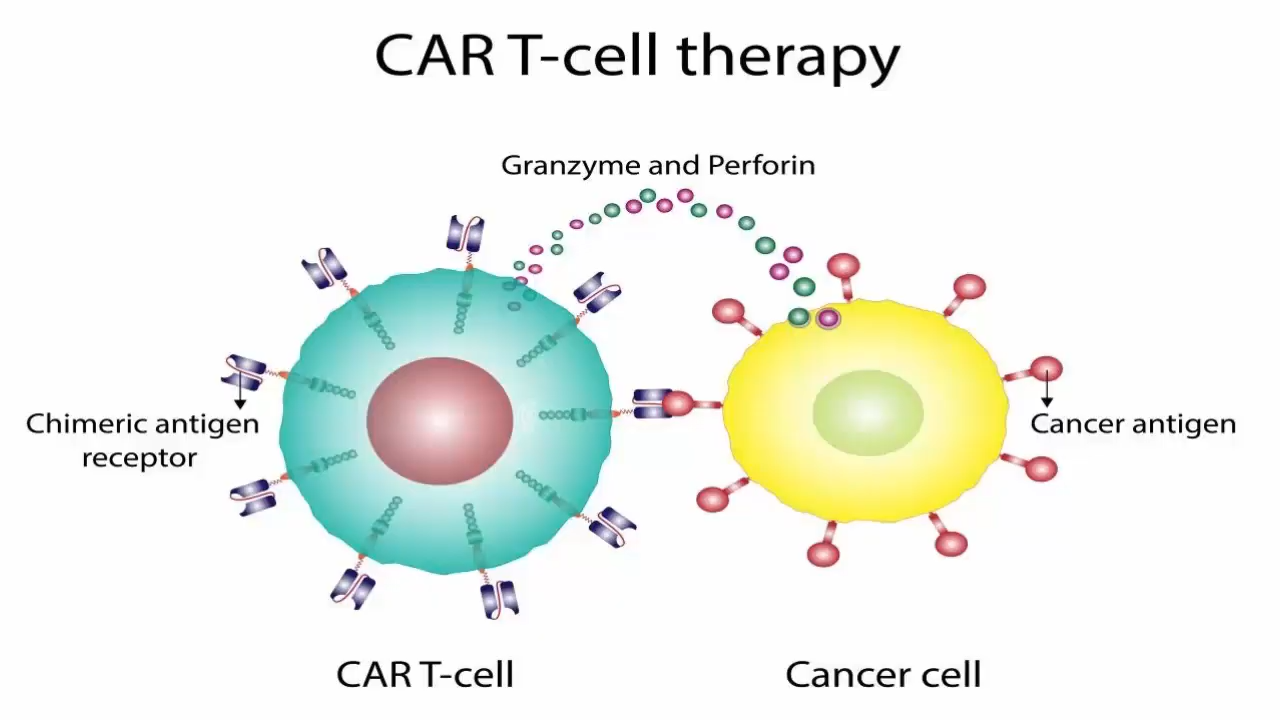 CAR T-cell therapy
Granzyme and Perforin
Chimeric antigen
receptor
Cancer antigen
CAR T-cell
Cancer cell